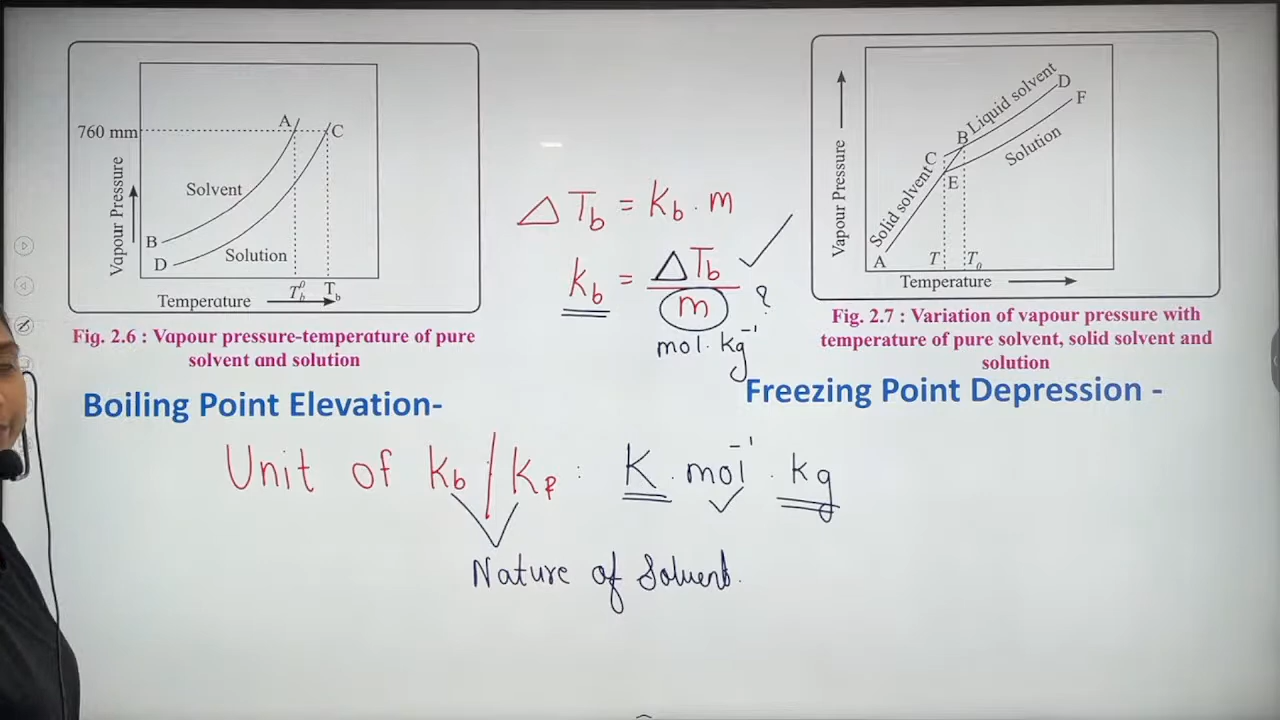 760 mm
A
C
Solvent
Vapour Pressure
B
D
Solution
T_b^0
T_b
Temperature
Fig. 2.6 : Vapour pressure-temperature of pure
solvent and solution
Boiling Point Elevation-
Δ T_b = K_b . m
K_b = Δ T_b / m ?
mol. kg⁻¹
Liquid solvent
D
F
B
C
E
Solution
Solid solvent
Vapour Pressure
A
T
T_0
Temperature
Fig. 2.7 : Variation of vapour pressure with
temperature of pure solvent, solid solvent and
solution
Freezing Point Depression -
Unit of K_b / K_f : K . mol⁻¹ . kg
Nature of Solvent.